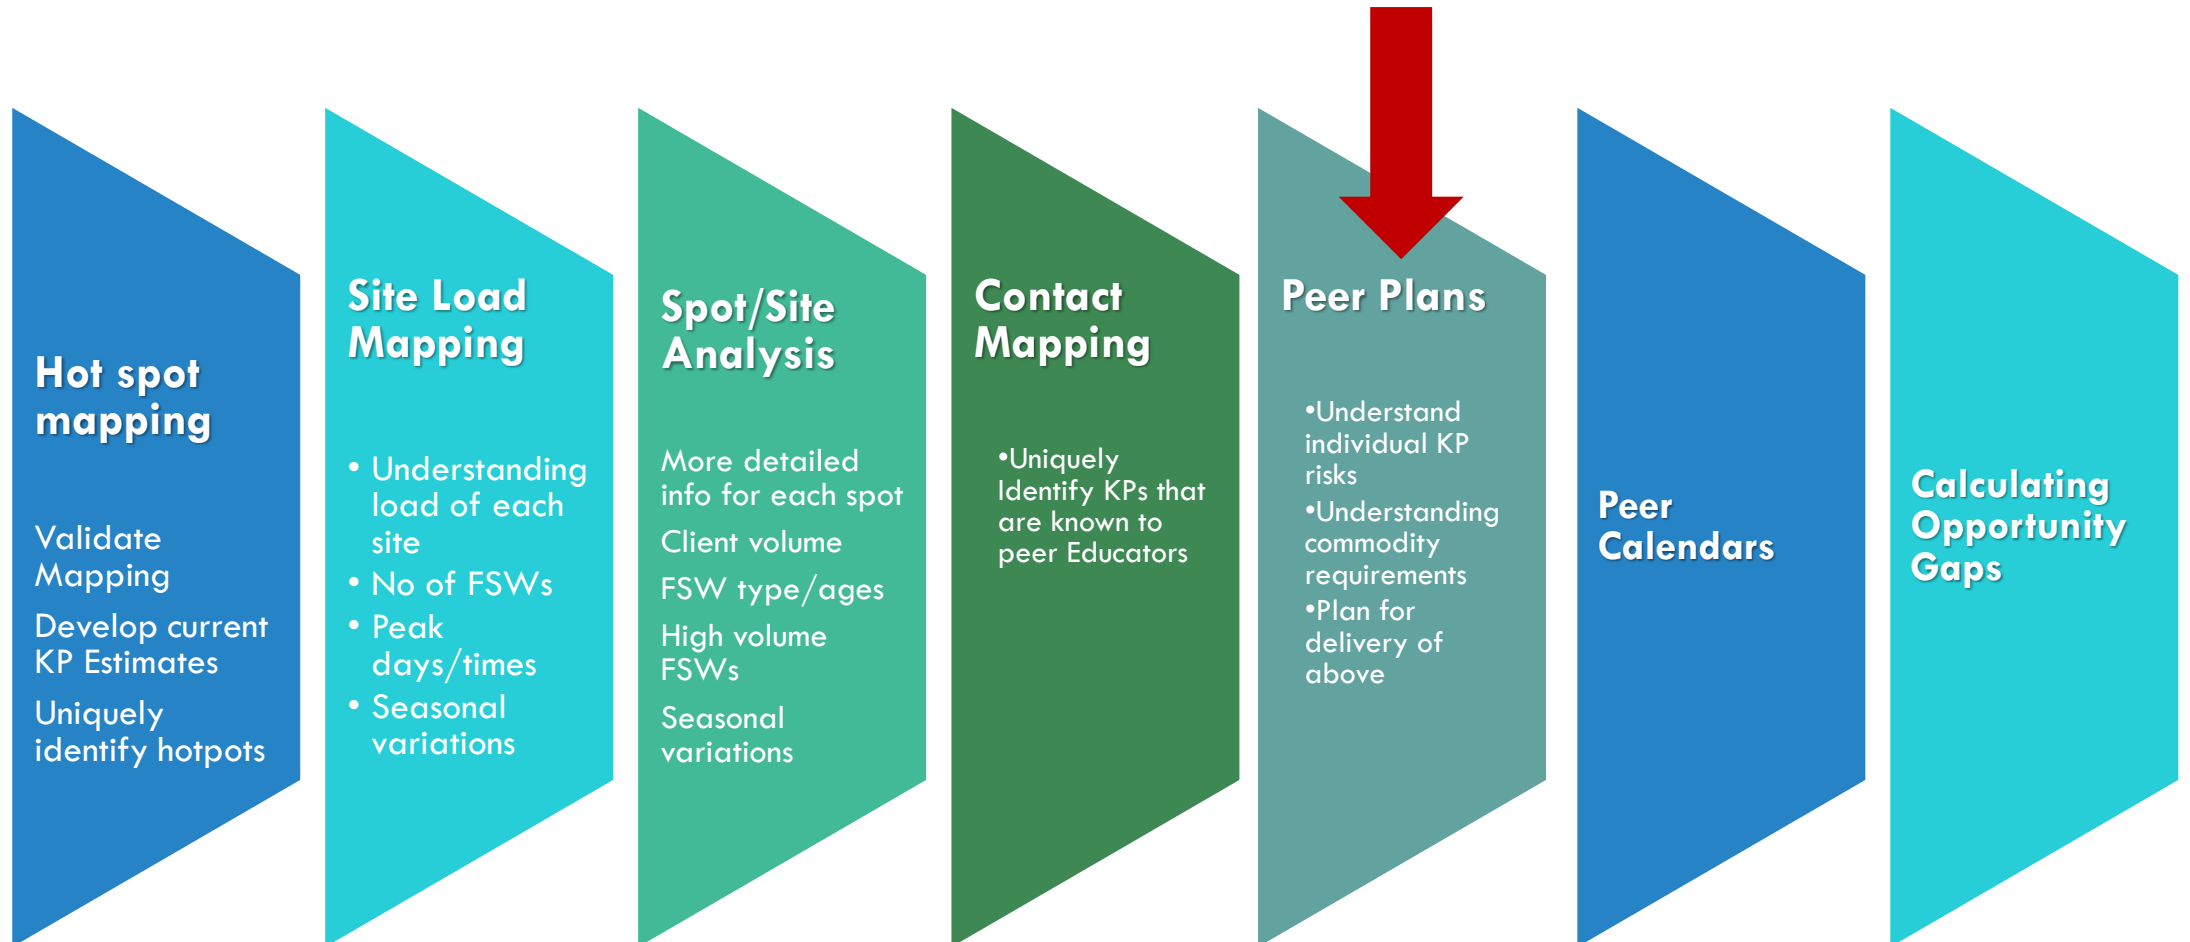 Hot spot
mapping
Validate
Mapping
Develop current
KP Estimates
Uniquely
identify hotpots
Site Load
Mapping
• Understanding
load of each
site
• No of FSWs
• Peak
days/times
• Seasonal
variations
Spot/Site
Analysis
More detailed
info for each spot
Client volume
FSW type/ages
High volume
FSWs
Seasonal
variations
Contact
Mapping
•Uniquely
Identify KPs that
are known to
peer Educators
Peer Plans
•Understand
individual KP
risks
•Understanding
commodity
requirements
•Plan for
delivery of
above
Peer
Calendars
Calculating
Opportunity
Gaps